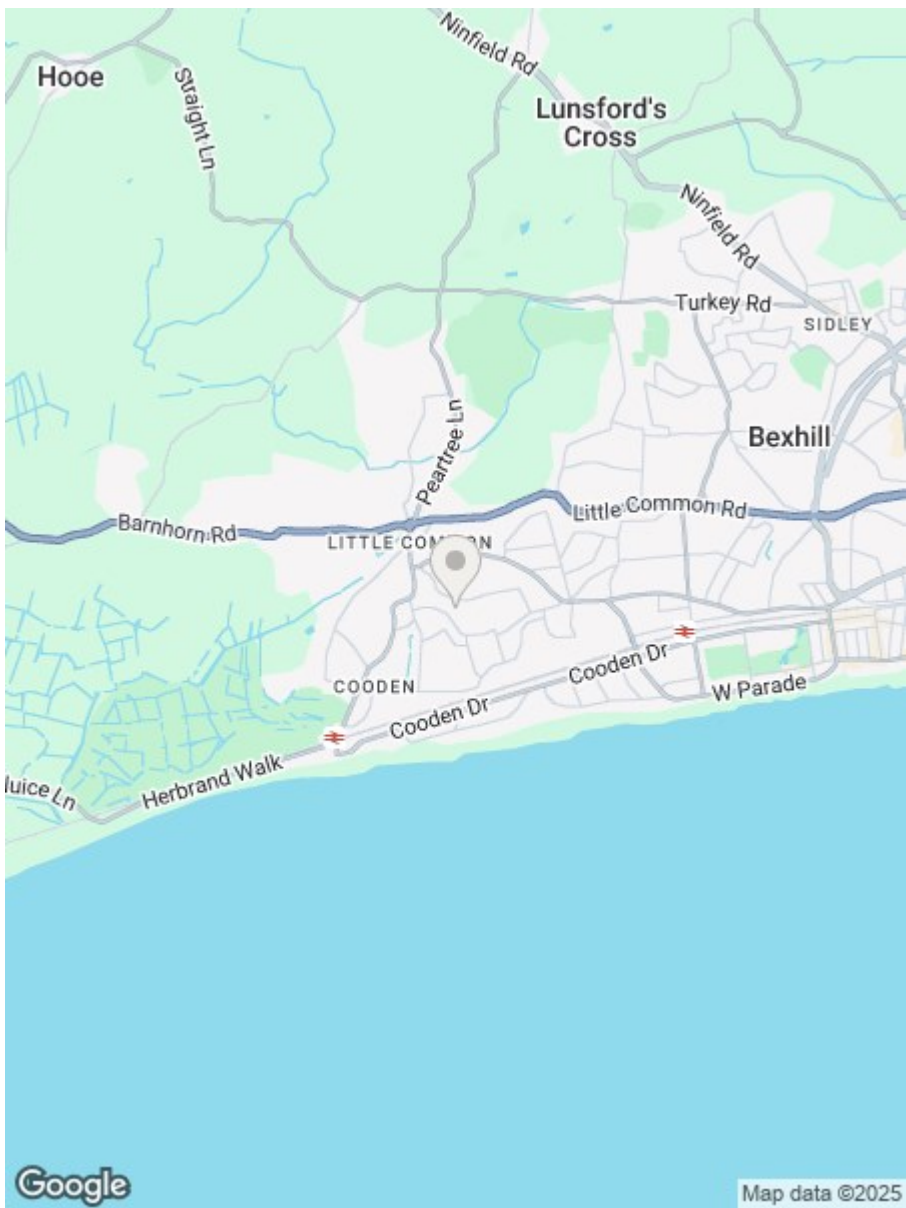 Ninfield Rd
Hooe
Straight Ln
Lunsford's
Cross
Ninfield Rd
Turkey Rd
SIDLEY
Peartree Ln
Bexhill
Barnhorn Rd
Little Common Rd
LITTLE COMMON
COODEN
Cooden Dr
Cooden Dr
W Parade
Herbrand Walk
luice Ln
Google
Map data ©2025